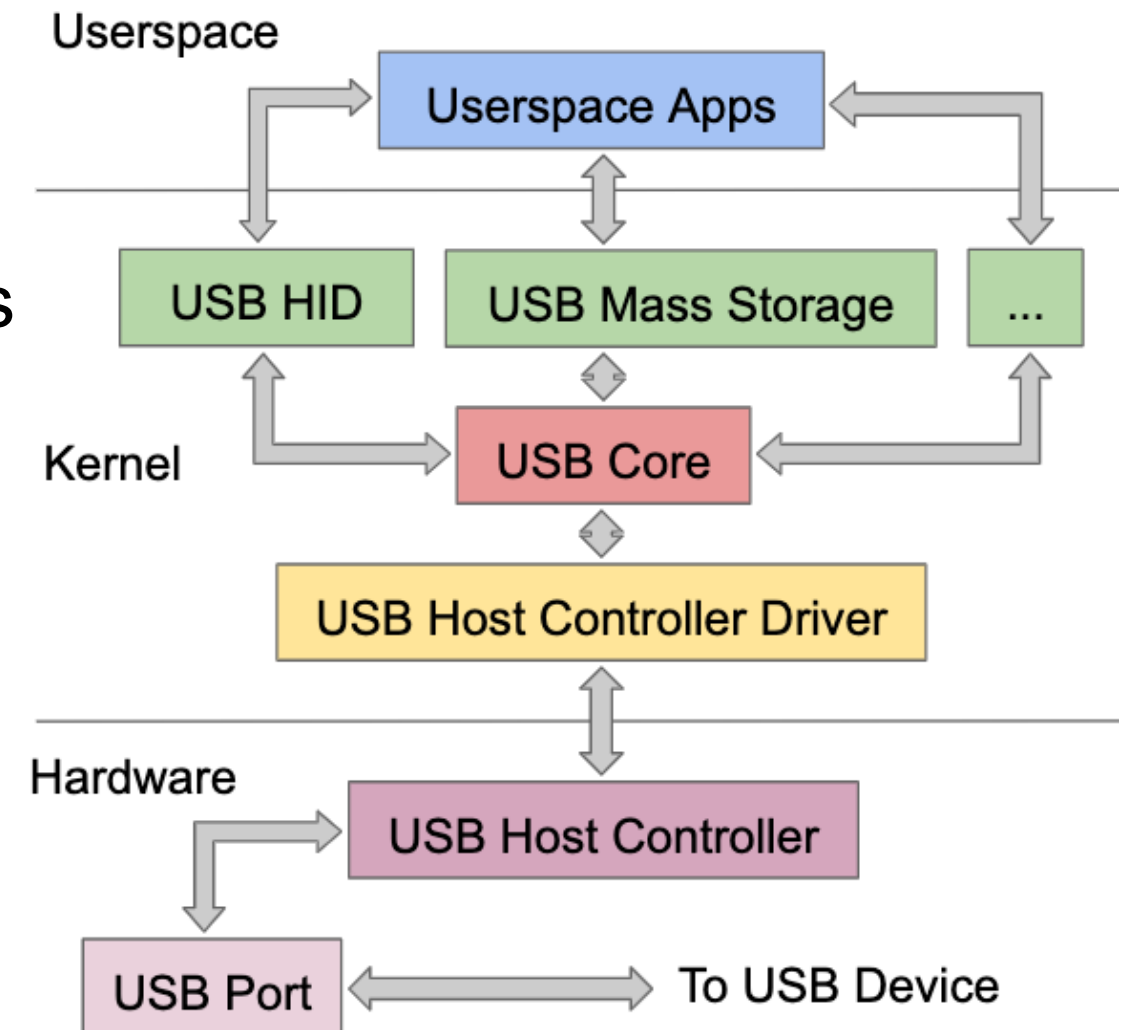 Userspace
Userspace Apps
USB HID
USB Mass Storage
...
s
Kernel
USB Core
USB Host Controller Driver
Hardware
USB Host Controller
USB Port
To USB Device